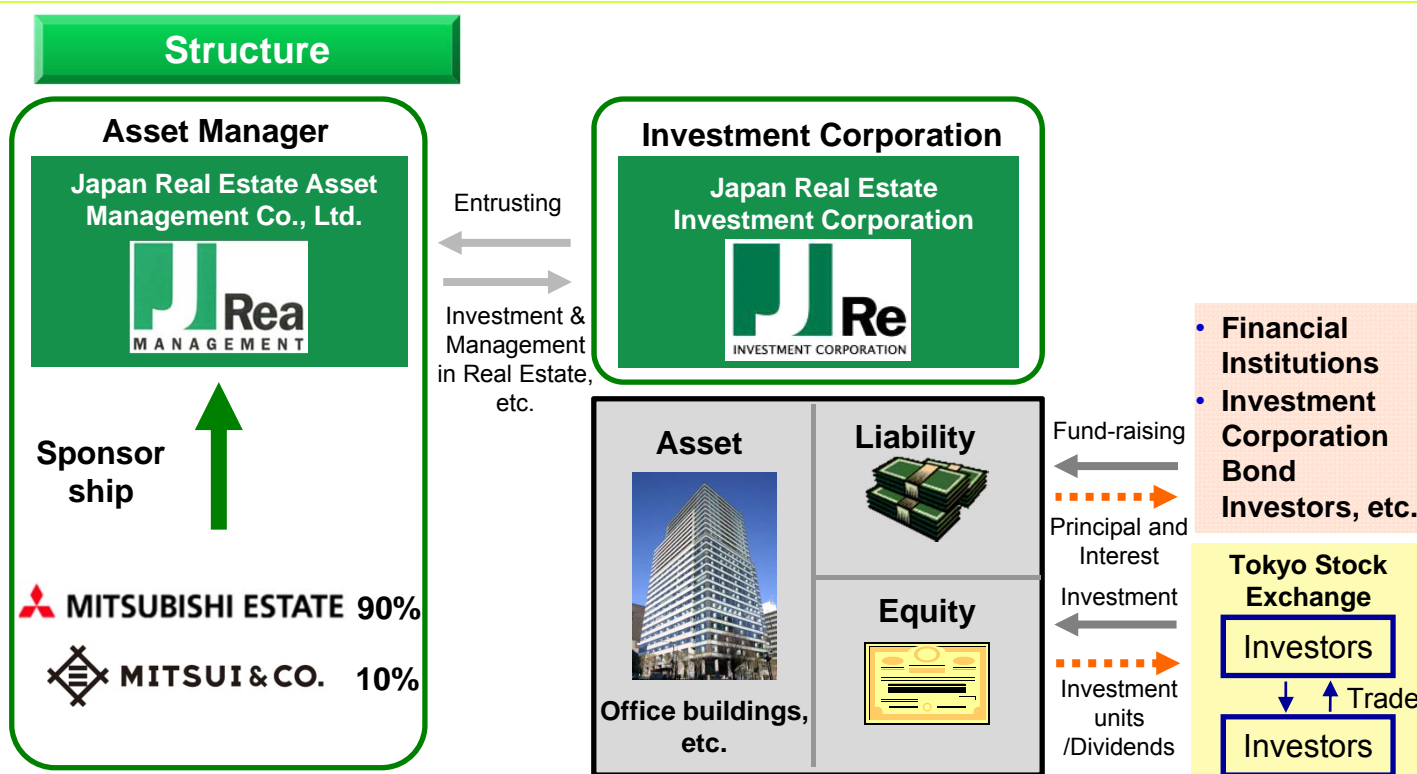 Structure
Asset Manager
Japan Real Estate Asset
Management Co., Ltd.
J Rea
MANAGEMENT
Sponsor
ship
MITSUBISHI ESTATE 90%
MITSUI & CO. 10%
Entrusting
Investment &
Management
in Real Estate,
etc.
Investment Corporation
Japan Real Estate
Investment Corporation
J Re
INVESTMENT CORPORATION
Asset
Office buildings,
etc.
Liability
Equity
Fund-raising
Principal and
Interest
Investment
Investment
units
/Dividends
• Financial
Institutions
• Investment
Corporation
Bond
Investors, etc.
Tokyo Stock
Exchange
Investors
Trade
Investors